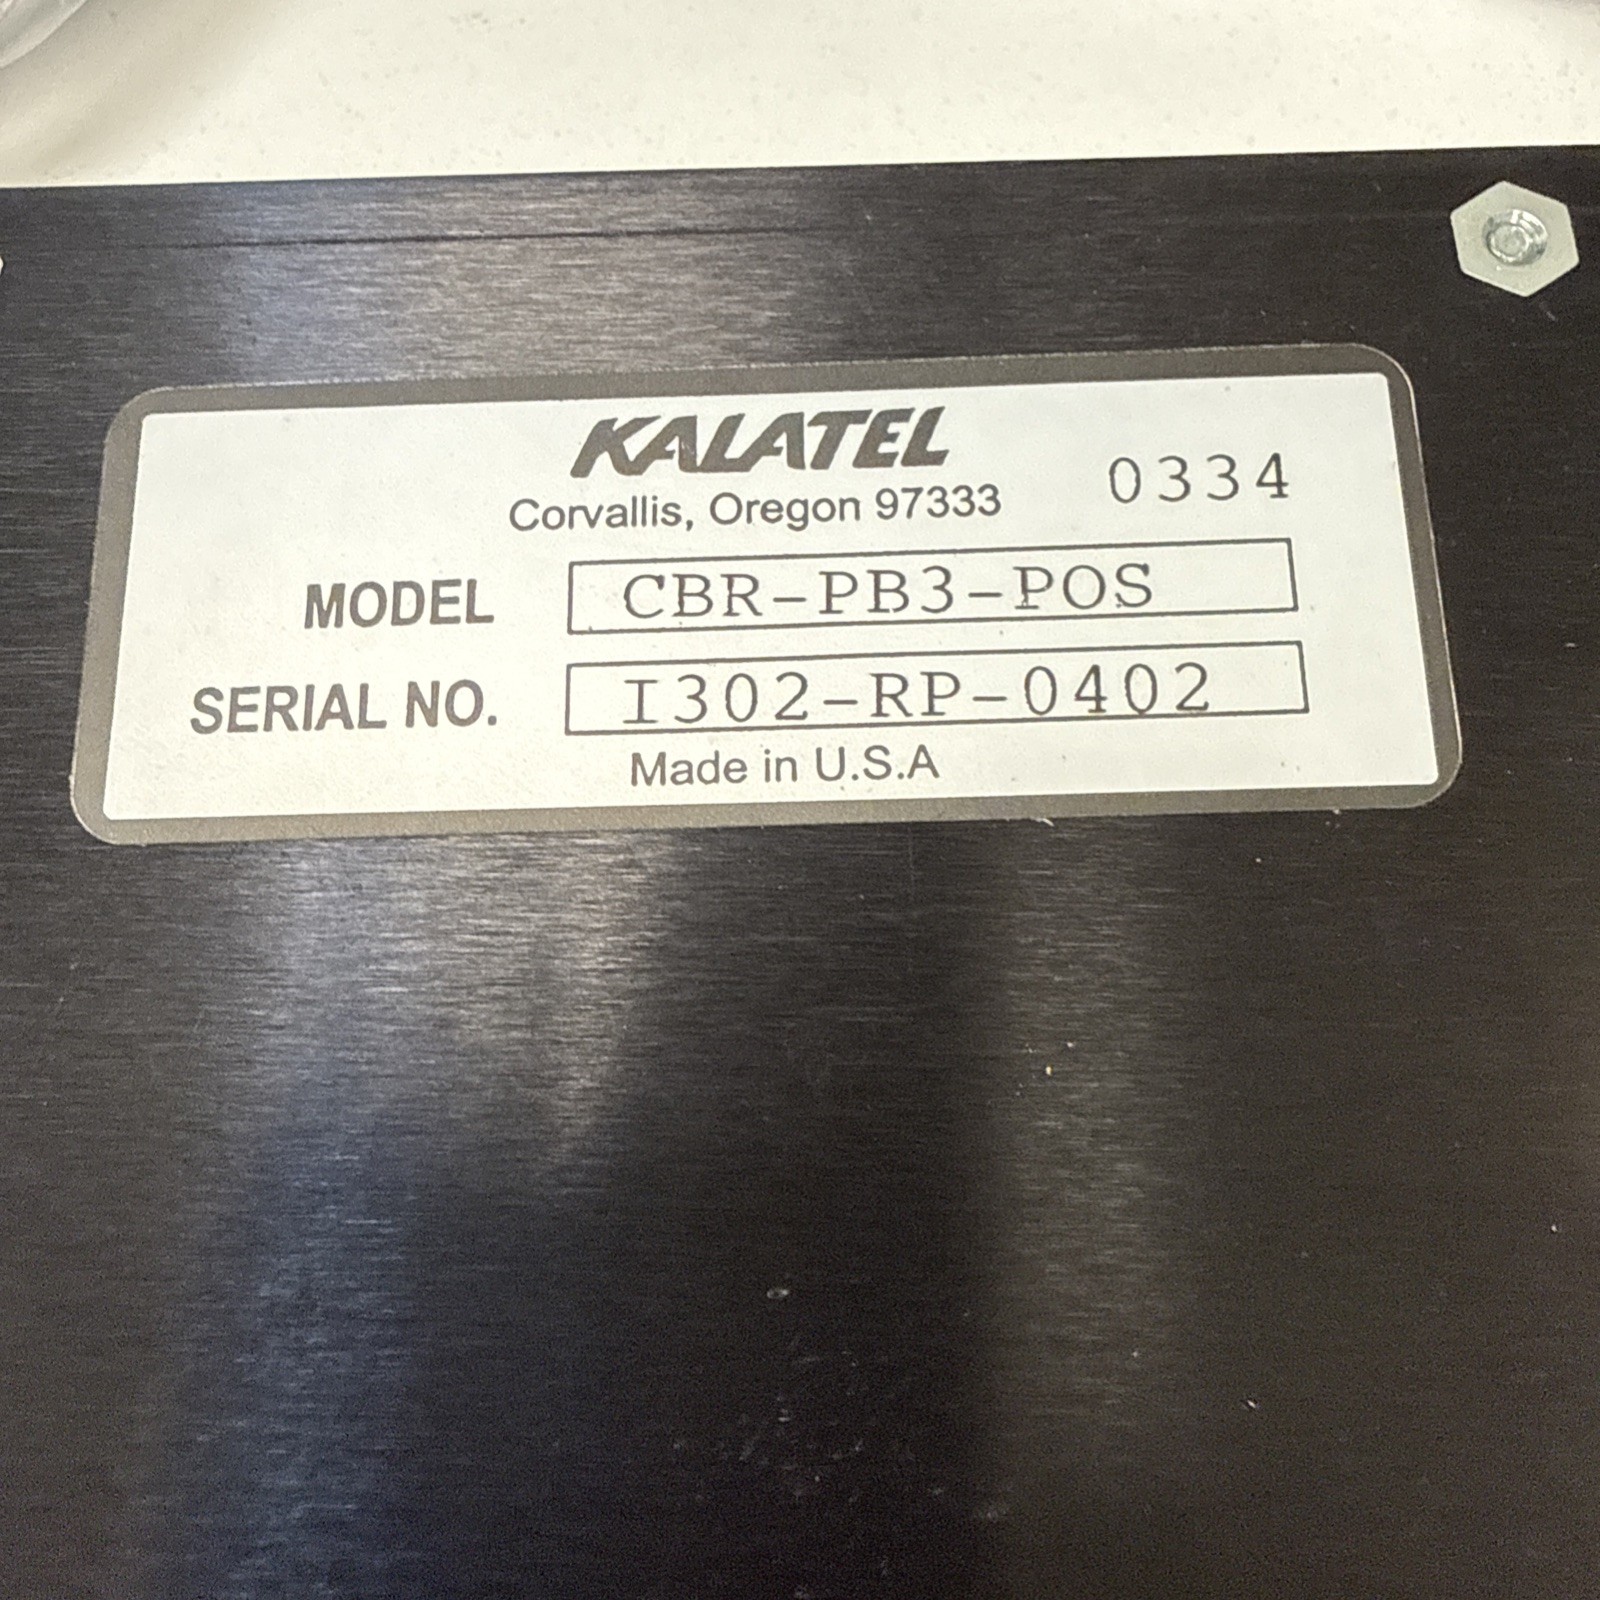 KALATEL
Corvallis, Oregon 97333 0334
MODEL CBR-PB3-POS
SERIAL NO. I302-RP-0402
Made in U.S.A